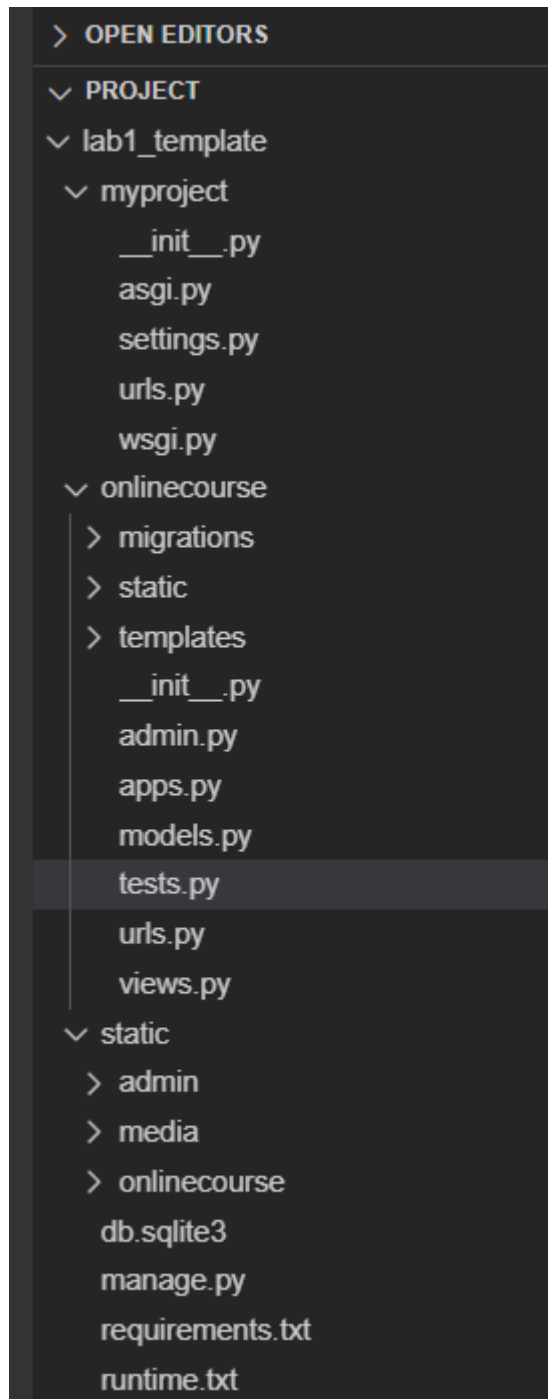 OPEN EDITORS
PROJECT
lab1_template
myproject
__init__.py
asgi.py
settings.py
urls.py
wsgi.py
onlinecourse
migrations
static
templates
__init__.py
admin.py
apps.py
models.py
tests.py
urls.py
views.py
static
admin
media
onlinecourse
db.sqlite3
manage.py
requirements.txt
runtime.txt